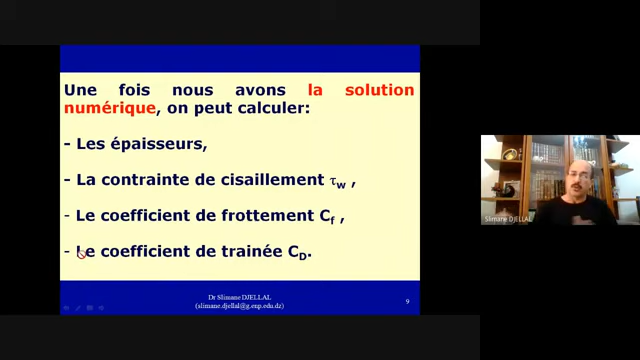 Une fois nous avons la solution
numérique, on peut calculer:
- Les épaisseurs,
- La contrainte de cisaillement τw ,
- Le coefficient de frottement Cf ,
- Le coefficient de trainée CD.
Dr Slimane DJELLAL
(slimane.djellal@g.enp.edu.dz)
9
Slimane DJELLAL